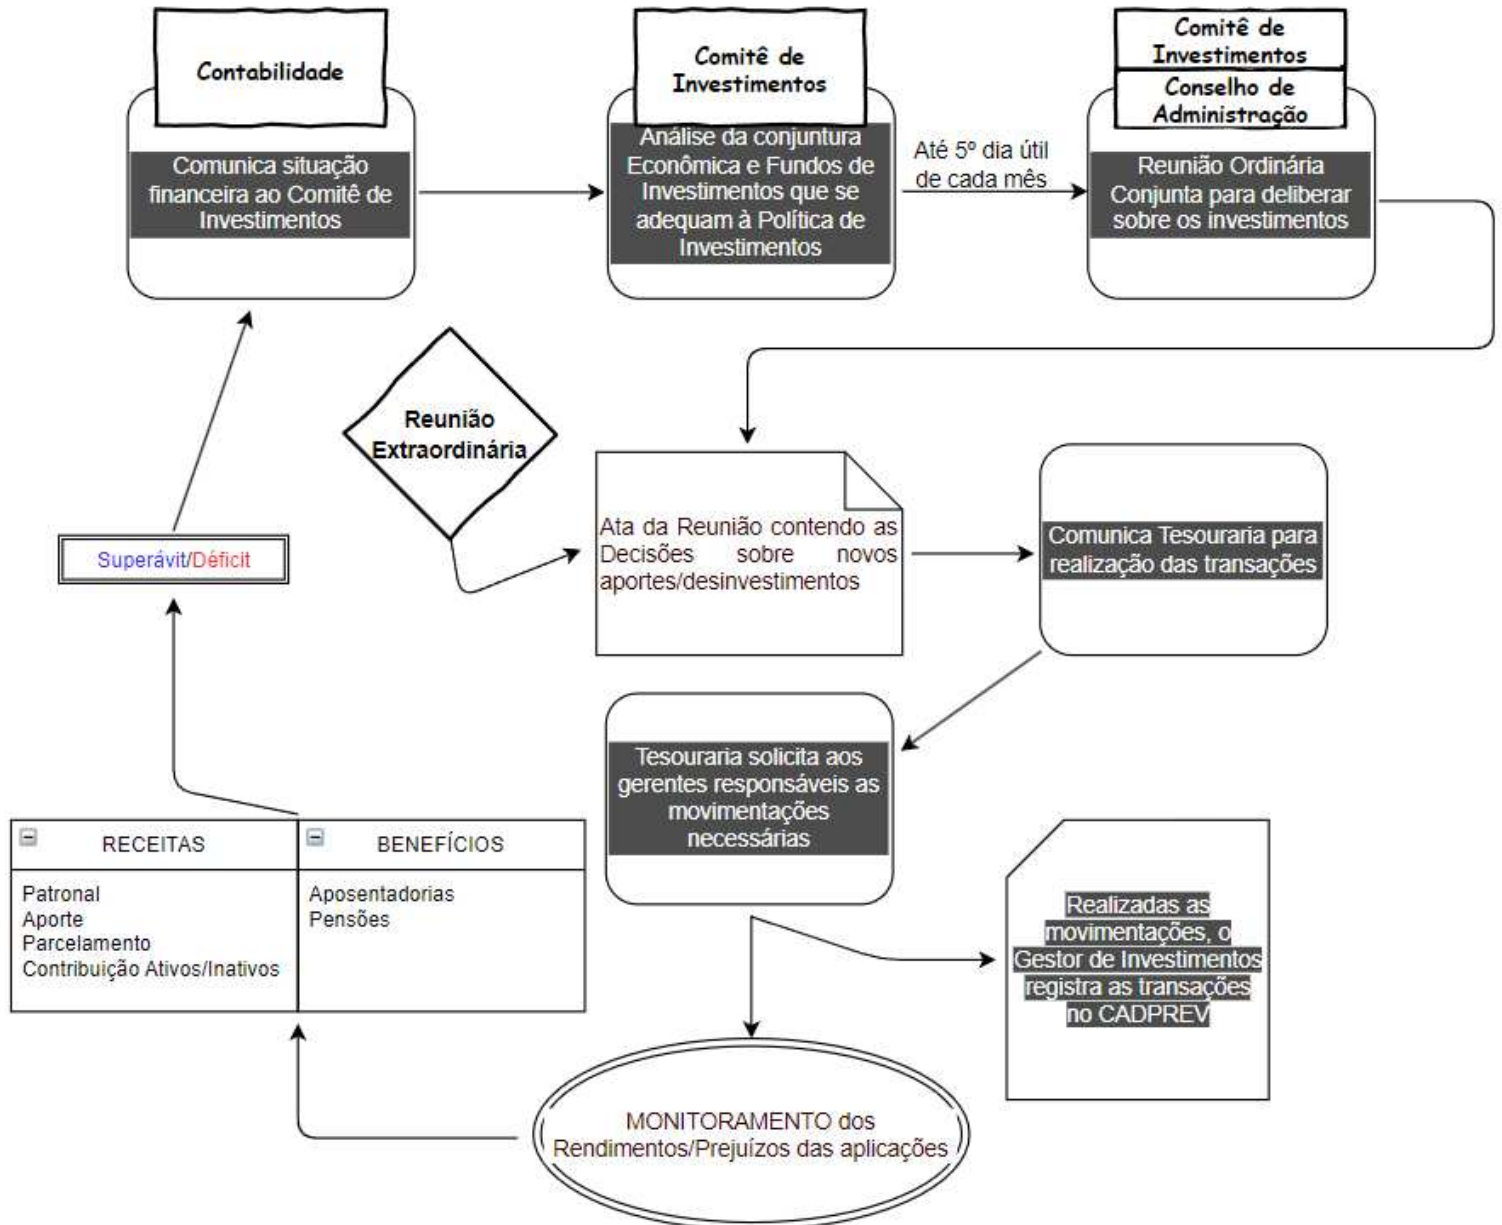 Contabilidade
Comunica situação
financeira ao Comitê de
Investimentos
Comitê de
Investimentos
Análise da conjuntura
Econômica e Fundos de
Investimentos que se
adequam à Política de
Investimentos
Até 5º dia útil
de cada mês
Comitê de
Investimentos
Conselho de
Administração
Reunião Ordinária
Conjunta para deliberar
sobre os investimentos
Reunião
Extraordinária
Ata da Reunião contendo as
Decisões sobre novos
aportes/desinvestimentos
Comunica Tesouraria para
realização das transações
Superávit/Déficit
Tesouraria solicita aos
gerentes responsáveis as
movimentações
necessárias
RECEITAS
Patronal
Aporte
Parcelamento
Contribuição Ativos/Inativos
BENEFÍCIOS
Aposentadorias
Pensões
Realizadas as
movimentações, o
Gestor de Investimentos
registra as transações
no CADPREV
MONITORAMENTO dos
Rendimentos/Prejuízos das aplicações